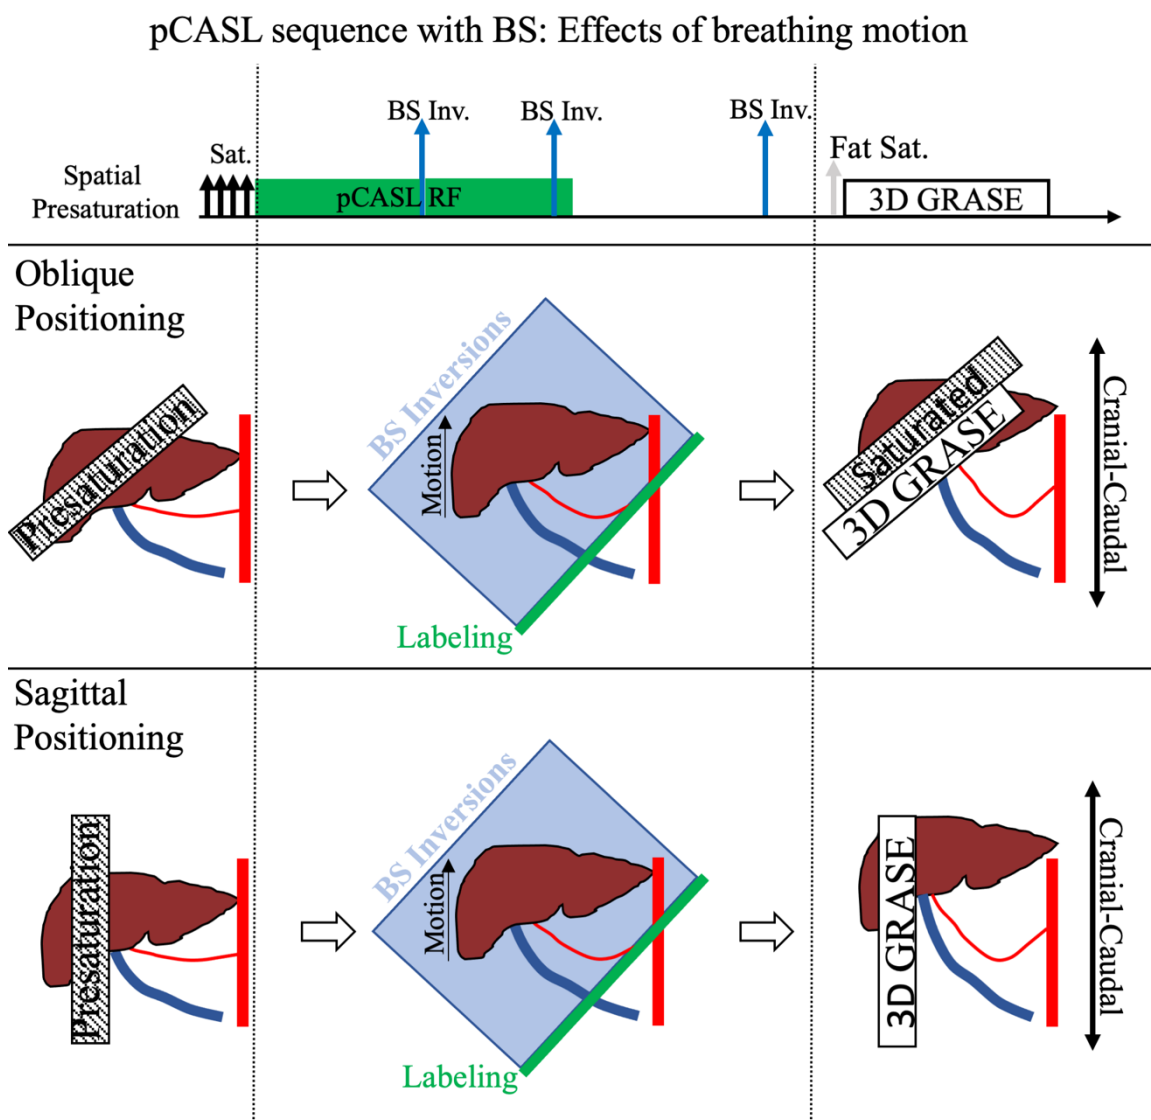 pCASL sequence with BS: Effects of breathing motion
BS Inv.
BS Inv.
BS Inv.
Sat.
Fat Sat.
Spatial
Presaturation
pCASL RF
3D GRASE
Oblique
Positioning
Presaturation
BS Inversions
Motion
Labeling
Saturated
3D GRASE
Cranial-Caudal
Sagittal
Positioning
Presaturation
BS Inversions
Motion
Labeling
3D GRASE
Cranial-Caudal